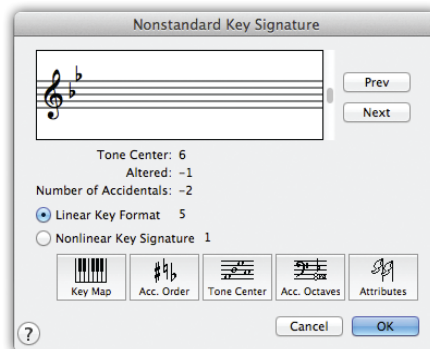 Nonstandard Key Signature
Prev
Next
Tone Center: 6
Altered: -1
Number of Accidentals: -2
Linear Key Format 5
Nonlinear Key Signature 1
Key Map Acc. Order Tone Center Acc. Octaves Attributes
? Cancel OK